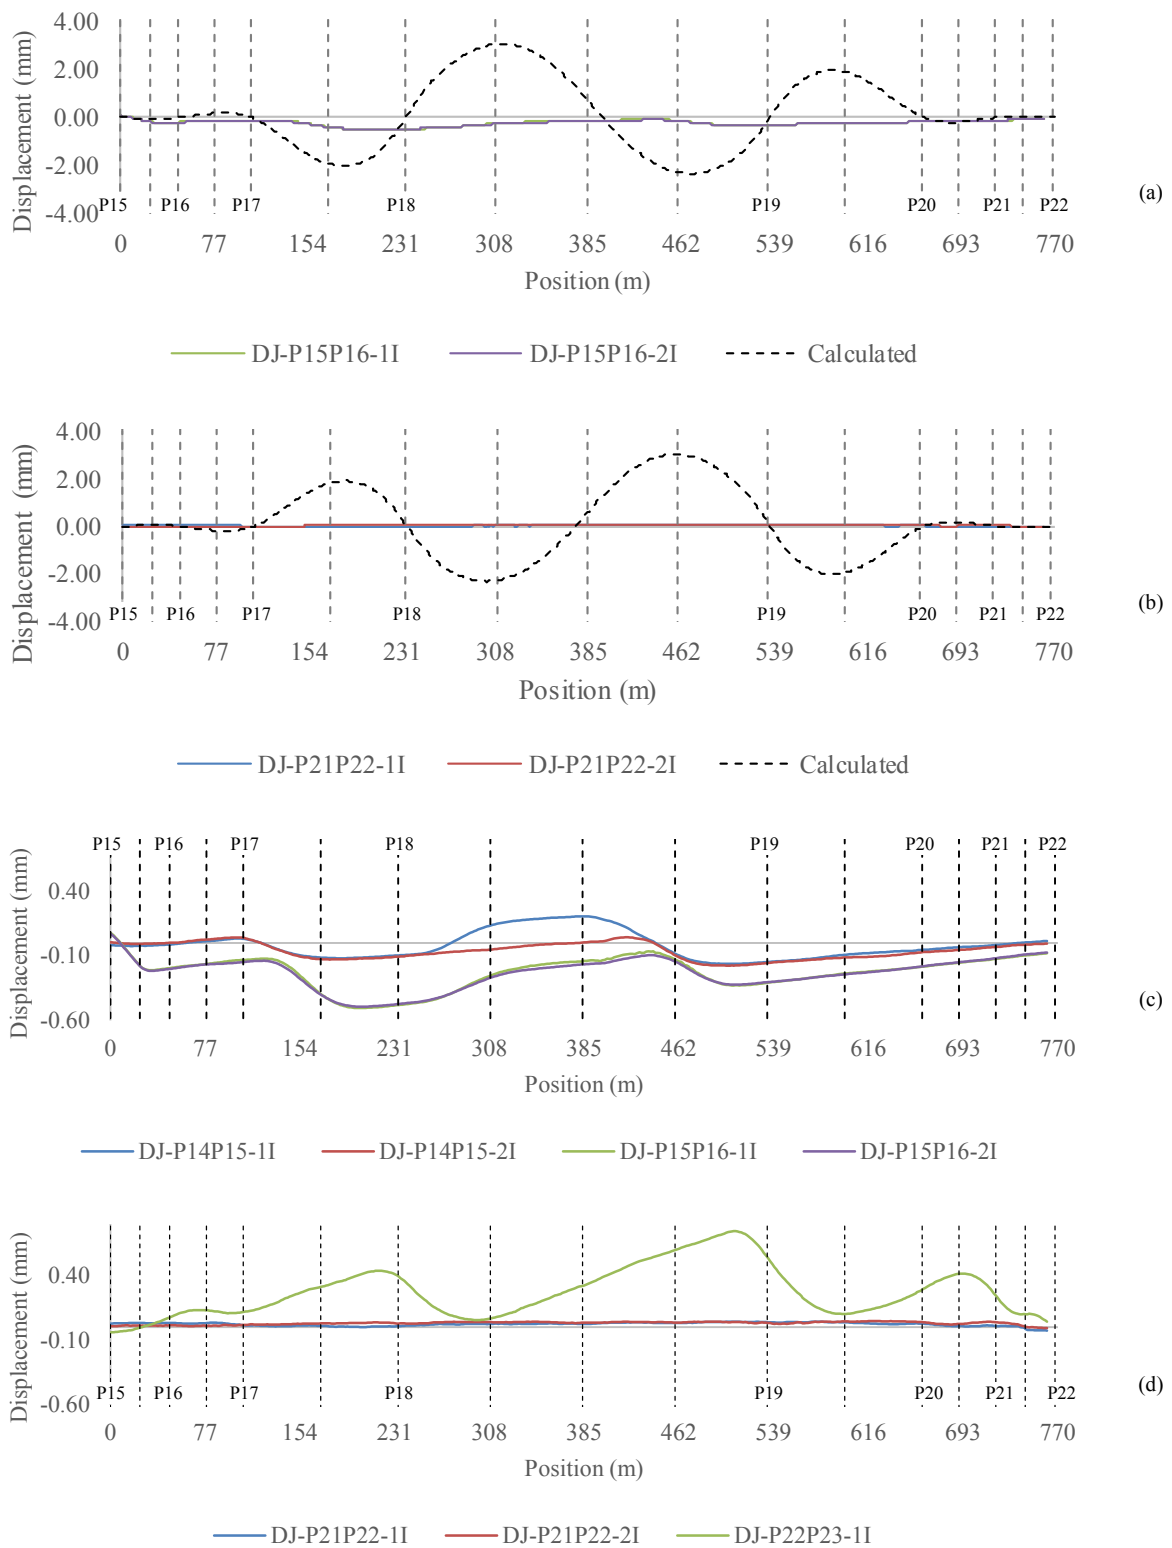 4.00
2.00
0.00
-2.00
-4.00
Displacement (mm)
P15 P16 P17 P18 P19 P20 P21 P22
(a)
0 77 154 231 308 385 462 539 616 693 770
Position (m)
DJ-P15P16-1I DJ-P15P16-2I Calculated
4.00
2.00
0.00
-2.00
-4.00
Displacement (mm)
P15 P16 P17 P18 P19 P20 P21 P22
(b)
0 77 154 231 308 385 462 539 616 693 770
Position (m)
DJ-P21P22-1I DJ-P21P22-2I Calculated
P15 P16 P17 P18 P19 P20 P21 P22
0.40
-0.10
-0.60
Displacement (mm)
(c)
0 77 154 231 308 385 462 539 616 693 770
Position (m)
DJ-P14P15-1I DJ-P14P15-2I DJ-P15P16-1I DJ-P15P16-2I
0.40
-0.10
-0.60
Displacement (mm)
P15 P16 P17 P18 P19 P20 P21 P22
(d)
0 77 154 231 308 385 462 539 616 693 770
Position (m)
DJ-P21P22-1I DJ-P21P22-2I DJ-P22P23-1I